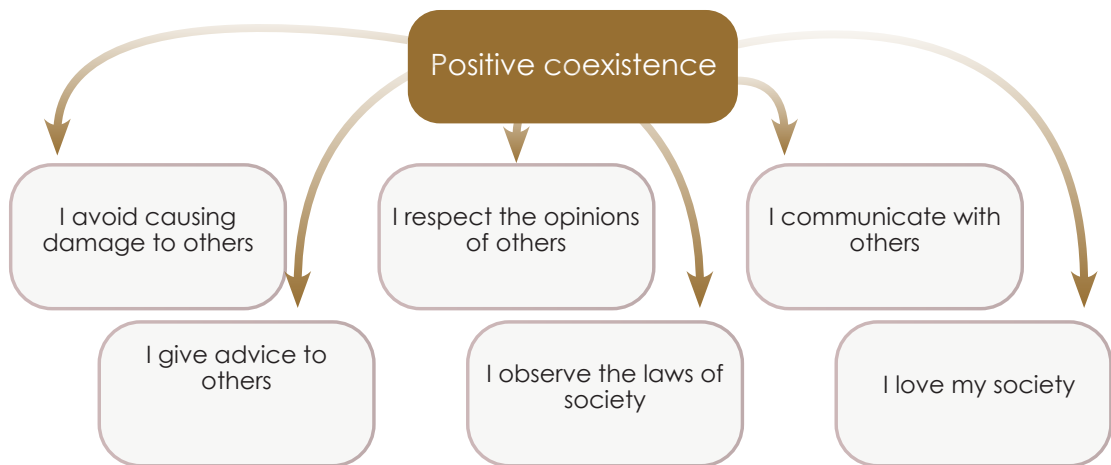 Positive coexistence
I avoid causing
damage to others
I respect the opinions
of others
I communicate with
others
I give advice to
others
I observe the laws of
society
I love my society